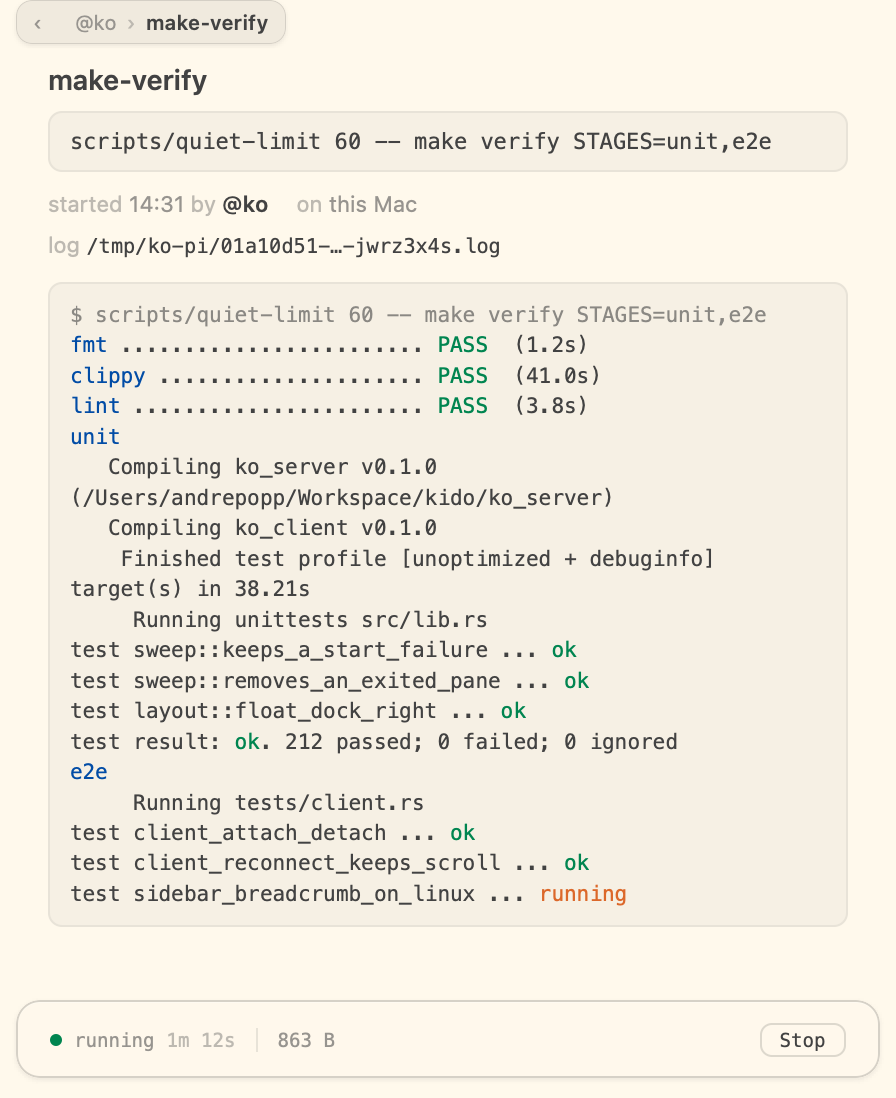 ‹ @ko › make-verify
make-verify
scripts/quiet-limit 60 -- make verify STAGES=unit,e2e
started 14:31 by @ko on this Mac
log /tmp/ko-pi/01a10d51-…-jwrz3x4s.log
$ scripts/quiet-limit 60 -- make verify STAGES=unit,e2e
fmt ........................ PASS (1.2s)
clippy ..................... PASS (41.0s)
lint ....................... PASS (3.8s)
unit
Compiling ko_server v0.1.0
(/Users/andrepopp/Workspace/kido/ko_server)
Compiling ko_client v0.1.0
Finished test profile [unoptimized + debuginfo]
target(s) in 38.21s
Running unittests src/lib.rs
test sweep::keeps_a_start_failure ... ok
test sweep::removes_an_exited_pane ... ok
test layout::float_dock_right ... ok
test result: ok. 212 passed; 0 failed; 0 ignored
e2e
Running tests/client.rs
test client_attach_detach ... ok
test client_reconnect_keeps_scroll ... ok
test sidebar_breadcrumb_on_linux ... running
running 1m 12s 863 B Stop